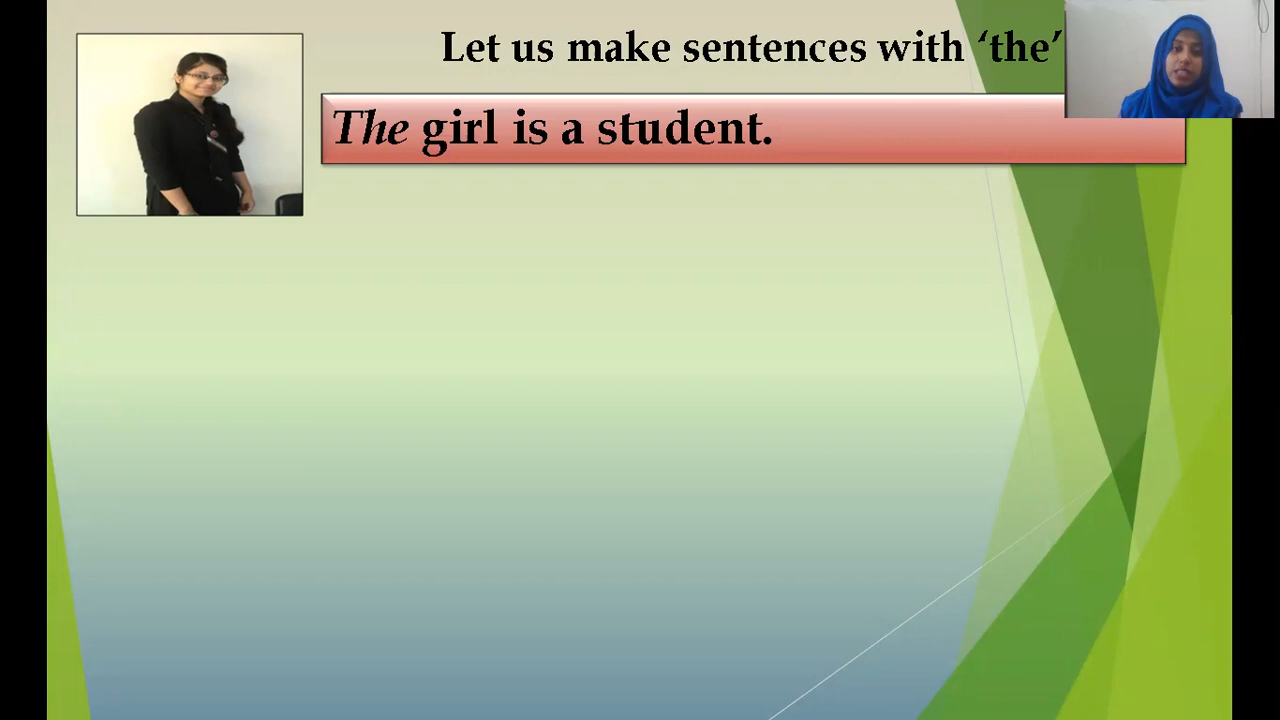 Let us make sentences with ‘the’
The girl is a student.